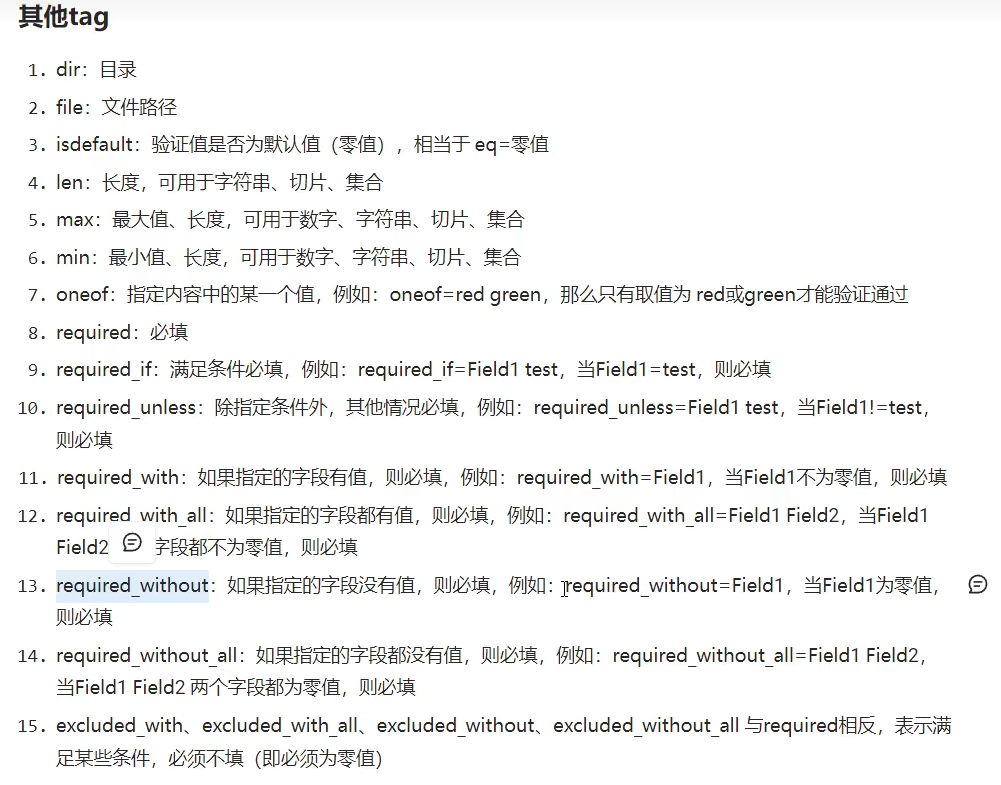 其他tag
1. dir：目录
2. file：文件路径
3. isdefault：验证值是否为默认值（零值），相当于 eq=零值
4. len：长度，可用于字符串、切片、集合
5. max：最大值、长度，可用于数字、字符串、切片、集合
6. min：最小值、长度，可用于数字、字符串、切片、集合
7. oneof：指定内容中的某一个值，例如：oneof=red green，那么只有取值为 red或green才能验证通过
8. required：必填
9. required_if：满足条件必填，例如：required_if=Field1 test，当Field1=test，则必填
10. required_unless：除指定条件外，其他情况必填，例如：required_unless=Field1 test，当Field1!=test，
则必填
11. required_with：如果指定的字段有值，则必填，例如：required_with=Field1，当Field1不为零值，则必填
12. required_with_all：如果指定的字段都有值，则必填，例如：required_with_all=Field1 Field2，当Field1
Field2 字段都不为零值，则必填
13. required_without：如果指定的字段没有值，则必填，例如：required_without=Field1，当Field1为零值，
则必填
14. required_without_all：如果指定的字段都没有值，则必填，例如：required_without_all=Field1 Field2，
当Field1 Field2 两个字段都为零值，则必填
15. excluded_with、excluded_with_all、excluded_without、excluded_without_all 与required相反，表示满
足某些条件，必须不填（即必须为零值）